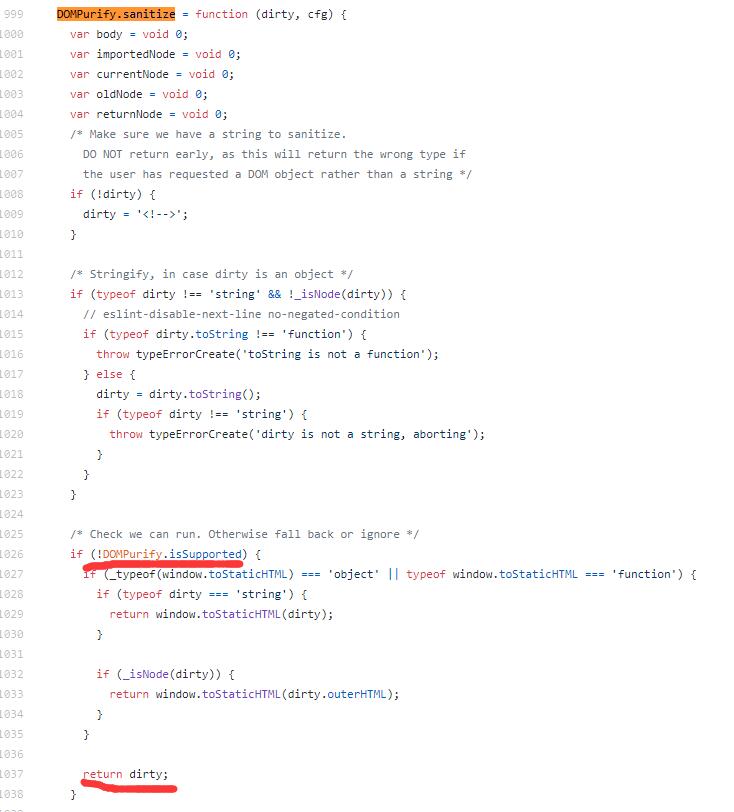 999 DOMPurify.sanitize = function (dirty, cfg) {
1000 var body = void 0;
1001 var importedNode = void 0;
1002 var currentNode = void 0;
1003 var oldNode = void 0;
1004 var returnNode = void 0;
1005 /* Make sure we have a string to sanitize.
1006 DO NOT return early, as this will return the wrong type if
1007 the user has requested a DOM object rather than a string */
1008 if (!dirty) {
1009 dirty = '<!-->';
1010 }
1011
1012 /* Stringify, in case dirty is an object */
1013 if (typeof dirty !== 'string' && !_isNode(dirty)) {
1014 // eslint-disable-next-line no-negated-condition
1015 if (typeof dirty.toString !== 'function') {
1016 throw typeErrorCreate('toString is not a function');
1017 } else {
1018 dirty = dirty.toString();
1019 if (typeof dirty !== 'string') {
1020 throw typeErrorCreate('dirty is not a string, aborting');
1021 }
1022 }
1023 }
1024
1025 /* Check we can run. Otherwise fall back or ignore */
1026 if (!DOMPurify.isSupported) {
1027 if (_typeof(window.toStaticHTML) === 'object' || typeof window.toStaticHTML === 'function') {
1028 if (typeof dirty === 'string') {
1029 return window.toStaticHTML(dirty);
1030 }
1031
1032 if (_isNode(dirty)) {
1033 return window.toStaticHTML(dirty.outerHTML);
1034 }
1035 }
1036
1037 return dirty;
1038 }